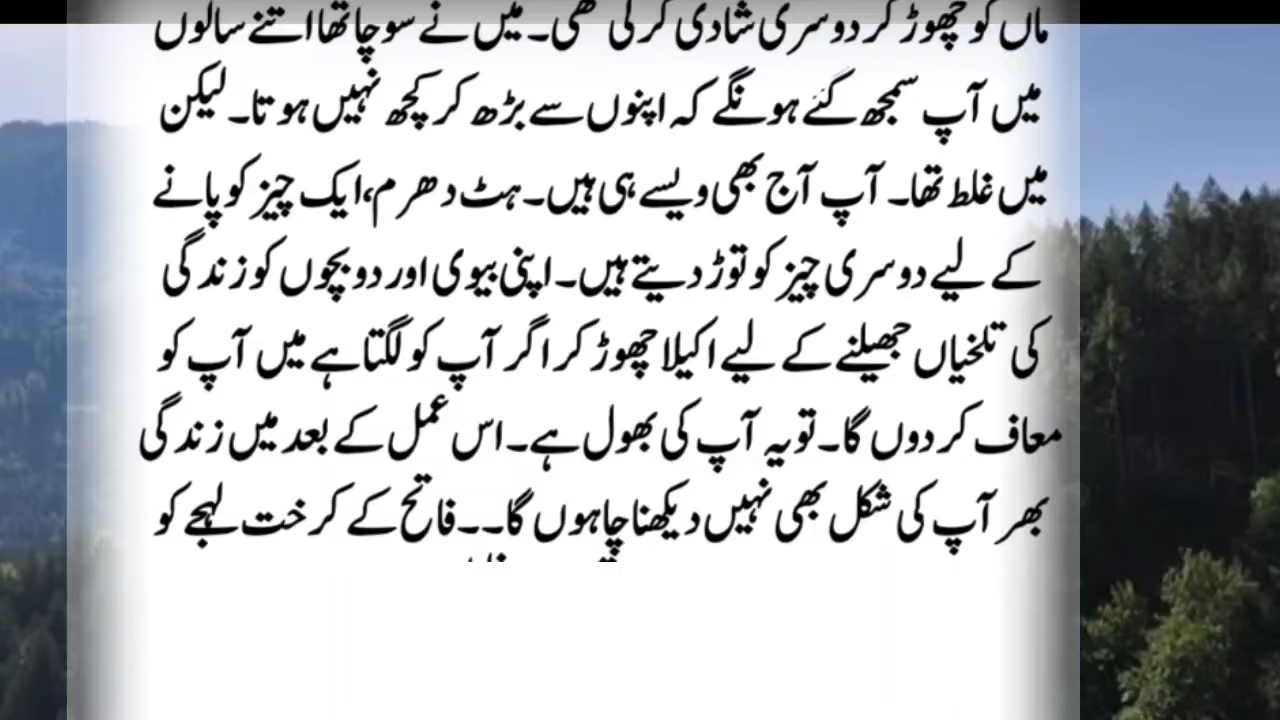 ماں کو چھوڑ کر دوسری شادی کرلی تھی۔ میں نے سوچا تھا اتنے سالوں
میں آپ سمجھ گئے ہونگے کہ اپنوں سے بڑھ کر کچھ نہیں ہوتا۔ لیکن
میں غلط تھا۔ آپ آج بھی ویسے ہی ہیں۔ ہٹ دھرم، ایک چیز کو پانے
کے لیے دوسری چیز کو توڑ دیتے ہیں۔ اپنی بیوی اور دو بچوں کو زندگی
کی تلخیاں جھیلنے کے لیے اکیلا چھوڑ کر اگر آپ کو لگتا ہے میں آپ کو
معاف کر دوں گا۔ تو یہ آپ کی بھول ہے۔ اس عمل کے بعد میں زندگی
بھر آپ کی شکل بھی نہیں دیکھنا چاہوں گا۔۔ فاتح کے کرخت لہجے کو